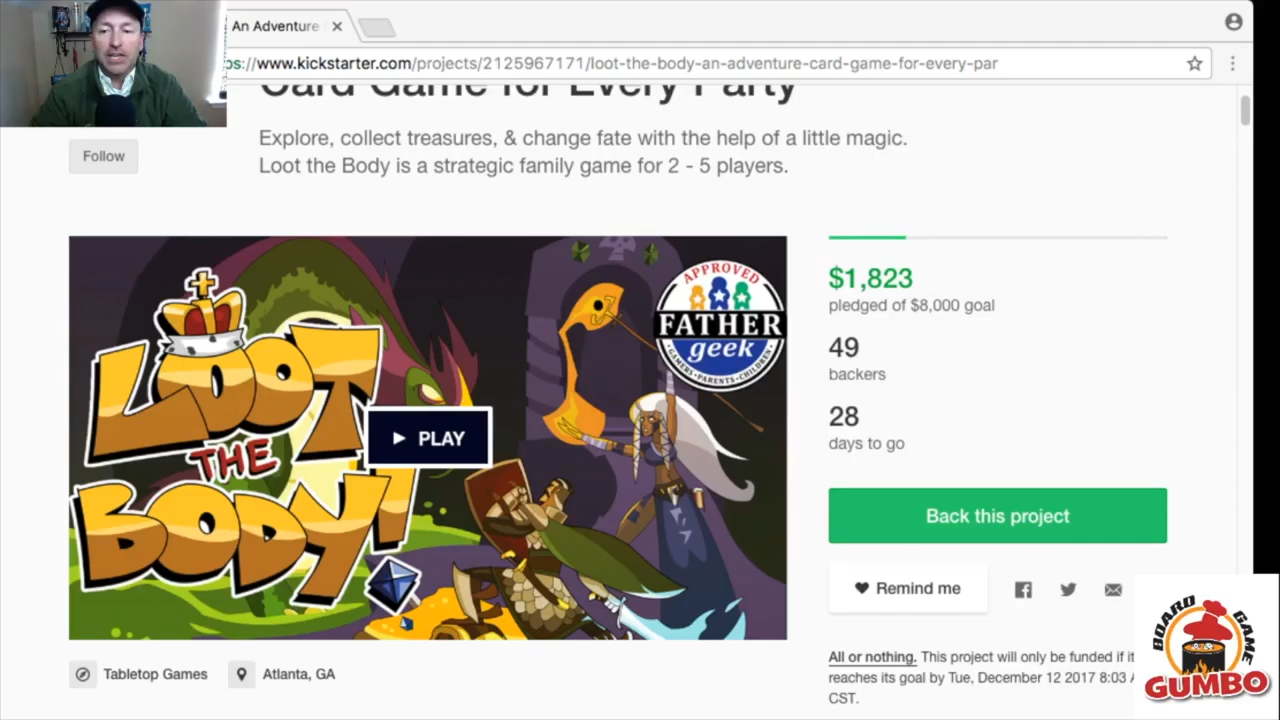 An Adventure
ps://www.kickstarter.com/projects/2125967171/loot-the-body-an-adventure-card-game-for-every-par
Card Game for Every Party
Explore, collect treasures, & change fate with the help of a little magic.
Loot the Body is a strategic family game for 2 - 5 players.
Follow
LOOT
THE
BODY!
PLAY
APPROVED
FATHER
geek
GAMERS • PARENTS • CHILDREN
$1,823
pledged of $8,000 goal
49
backers
28
days to go
Back this project
Remind me
Tabletop Games
Atlanta, GA
All or nothing. This project will only be funded if it
reaches its goal by Tue, December 12 2017 8:03 A
CST.
BOARD GAME
GUMBO